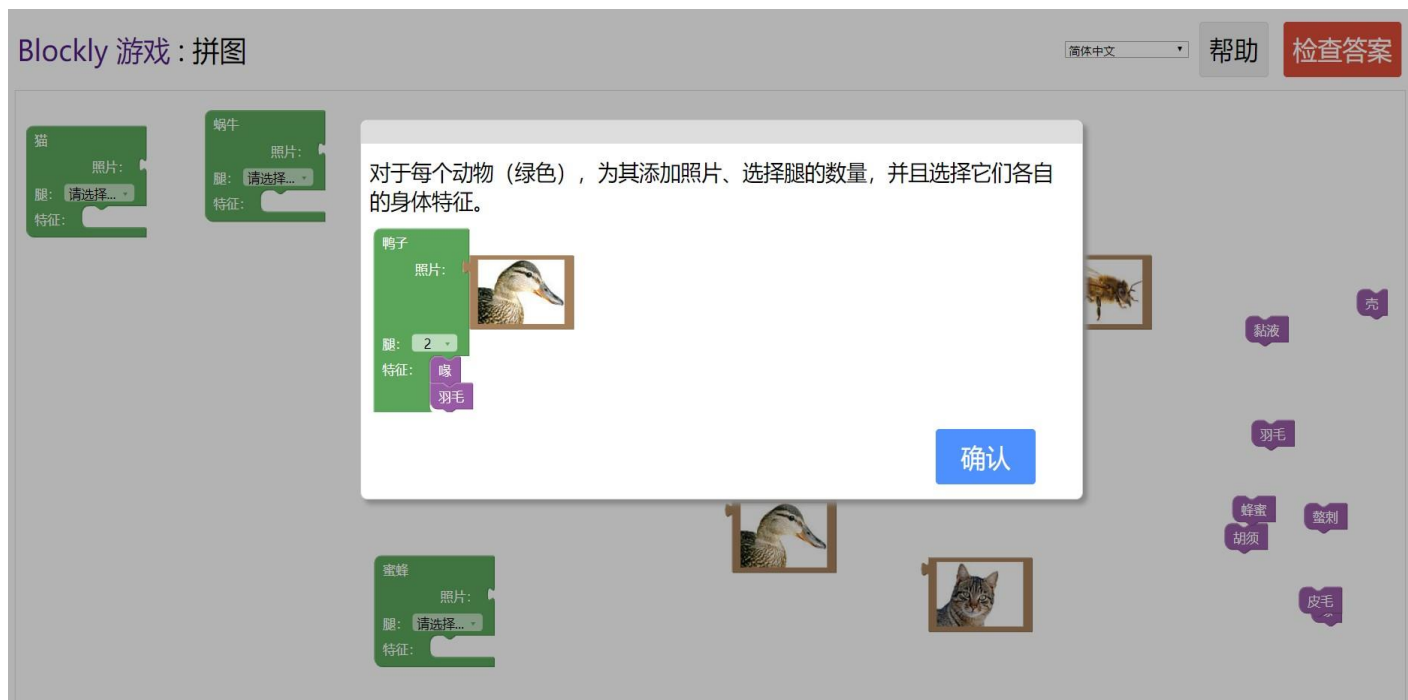 Blockly 游戏 : 拼图
简体中文
帮助
检查答案
猫
照片:
腿: 请选择...
特征:
蜗牛
照片:
腿: 请选择...
特征:
对于每个动物（绿色），为其添加照片、选择腿的数量，并且选择它们各自
的身体特征。
鸭子
照片:
腿: 2
特征: 喙
羽毛
确认
壳
黏液
羽毛
蜂蜜
螫刺
胡须
皮毛
蜜蜂
照片:
腿: 请选择...
特征: